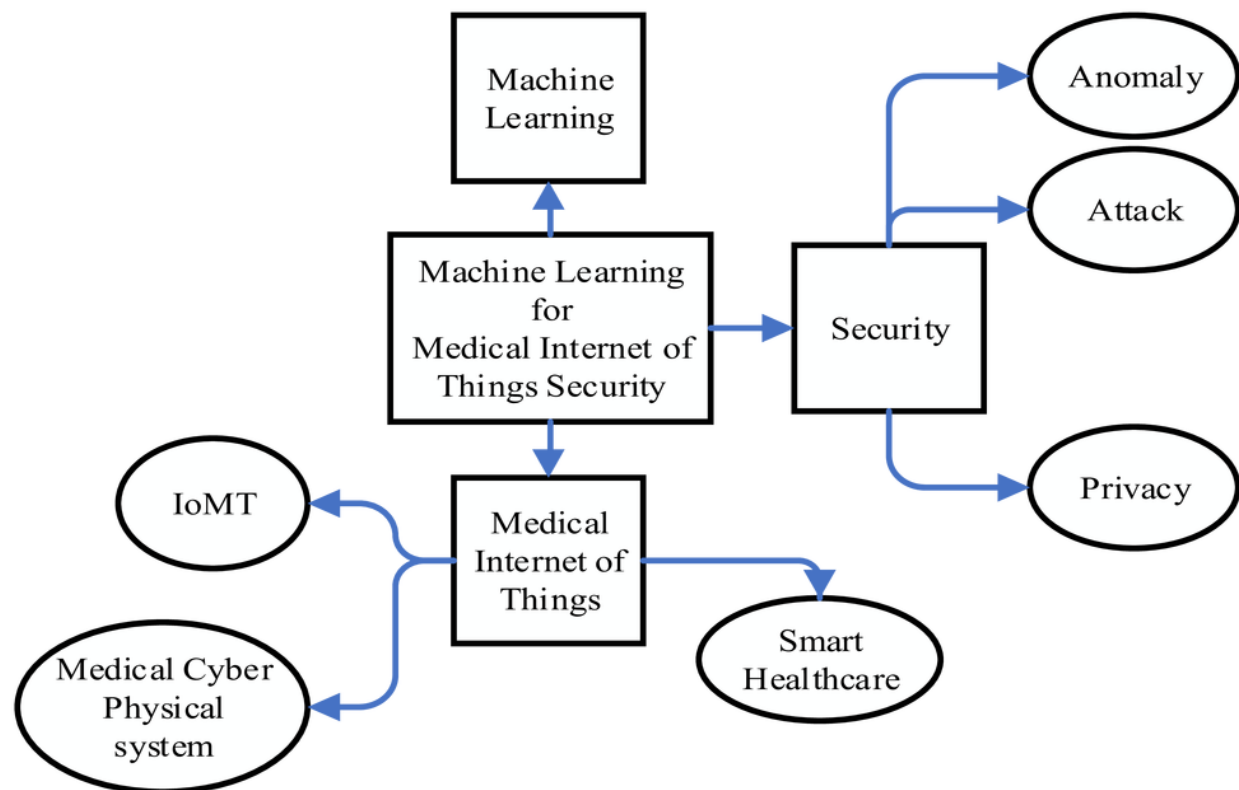 Machine
Learning
Anomaly
Attack
Machine Learning
for
Medical Internet of
Things Security
Security
Privacy
IoMT
Medical
Internet of
Things
Smart
Healthcare
Medical Cyber
Physical
system